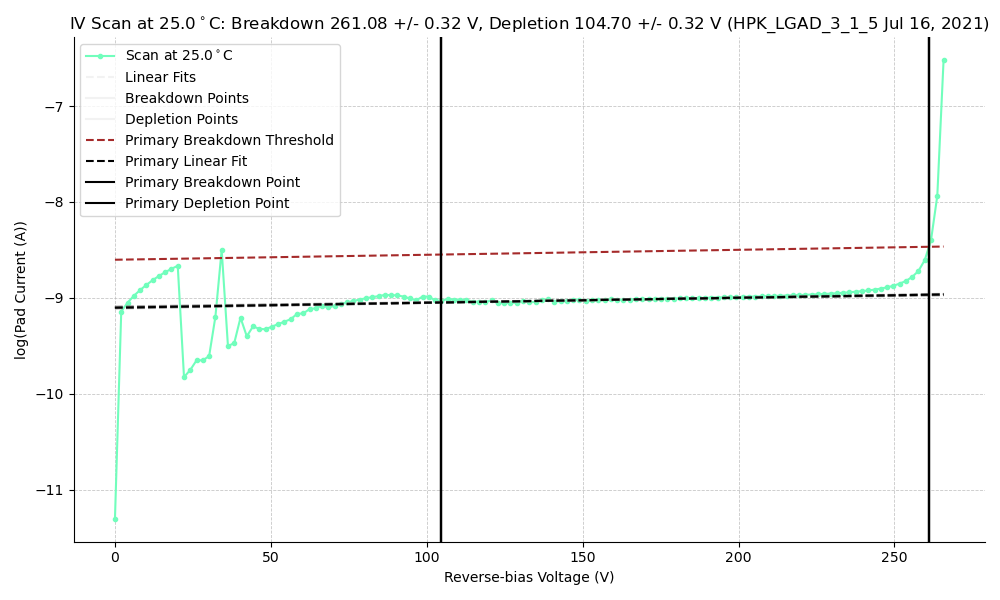 IV Scan at 25.0°C: Breakdown 261.08 +/- 0.32 V, Depletion 104.70 +/- 0.32 V (HPK_LGAD_3_1_5 Jul 16, 2021)
Scan at 25.0°C
Linear Fits
Breakdown Points
Depletion Points
Primary Breakdown Threshold
Primary Linear Fit
Primary Breakdown Point
Primary Depletion Point
log(Pad Current (A))
−7
−8
−9
−10
−11
0 50 100 150 200 250
Reverse-bias Voltage (V)